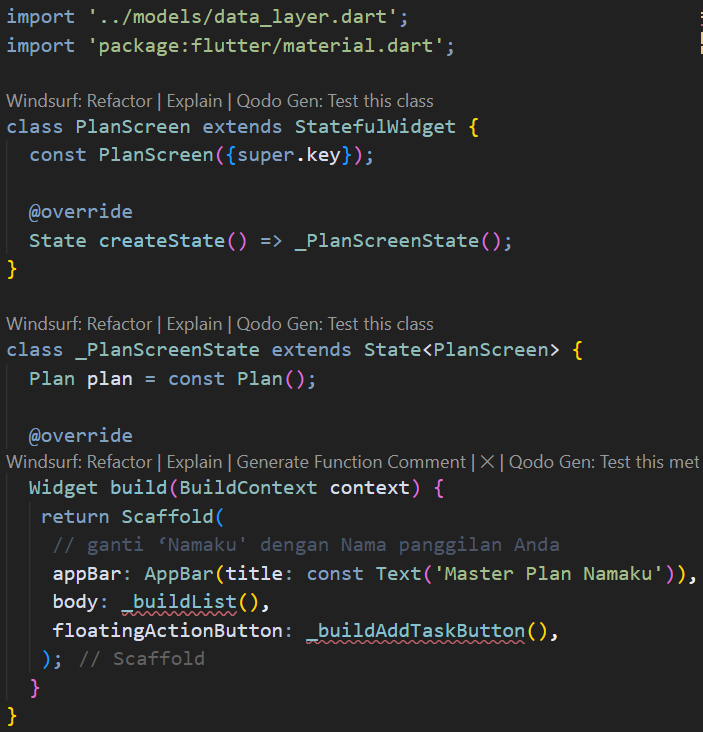 import '../models/data_layer.dart';
import 'package:flutter/material.dart';
Windsurf: Refactor | Explain | Qodo Gen: Test this class
class PlanScreen extends StatefulWidget {
const PlanScreen({super.key});
@override
State createState() => _PlanScreenState();
}
Windsurf: Refactor | Explain | Qodo Gen: Test this class
class _PlanScreenState extends State<PlanScreen> {
Plan plan = const Plan();
@override
Windsurf: Refactor | Explain | Generate Function Comment | × | Qodo Gen: Test this met
Widget build(BuildContext context) {
return Scaffold(
// ganti ‘Namaku' dengan Nama panggilan Anda
appBar: AppBar(title: const Text('Master Plan Namaku')),
body: _buildList(),
floatingActionButton: _buildAddTaskButton(),
); // Scaffold
}
}